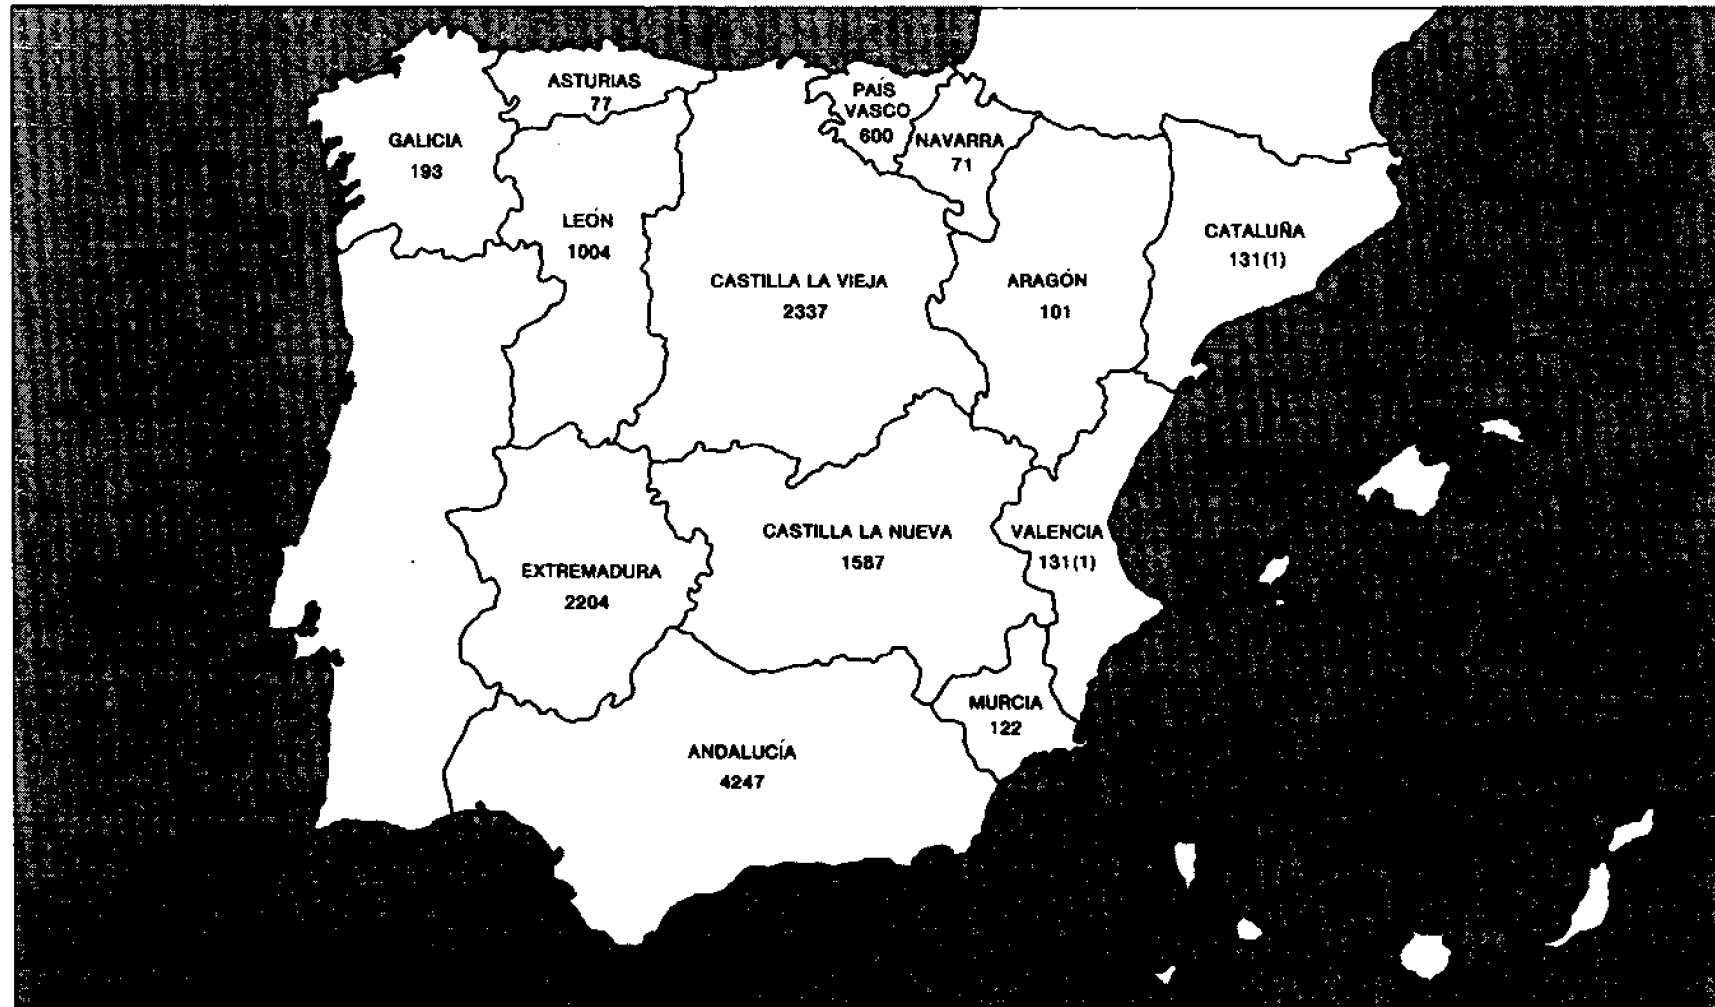 ASTURIAS
77
PAÍS
VASCO
600
GALICIA
193
NAVARRA
71
LEÓN
1004
CATALUÑA
131(1)
CASTILLA LA VIEJA
2337
ARAGÓN
101
CASTILLA LA NUEVA
1587
VALENCIA
131(1)
EXTREMADURA
2204
MURCIA
122
ANDALUCÍA
4247